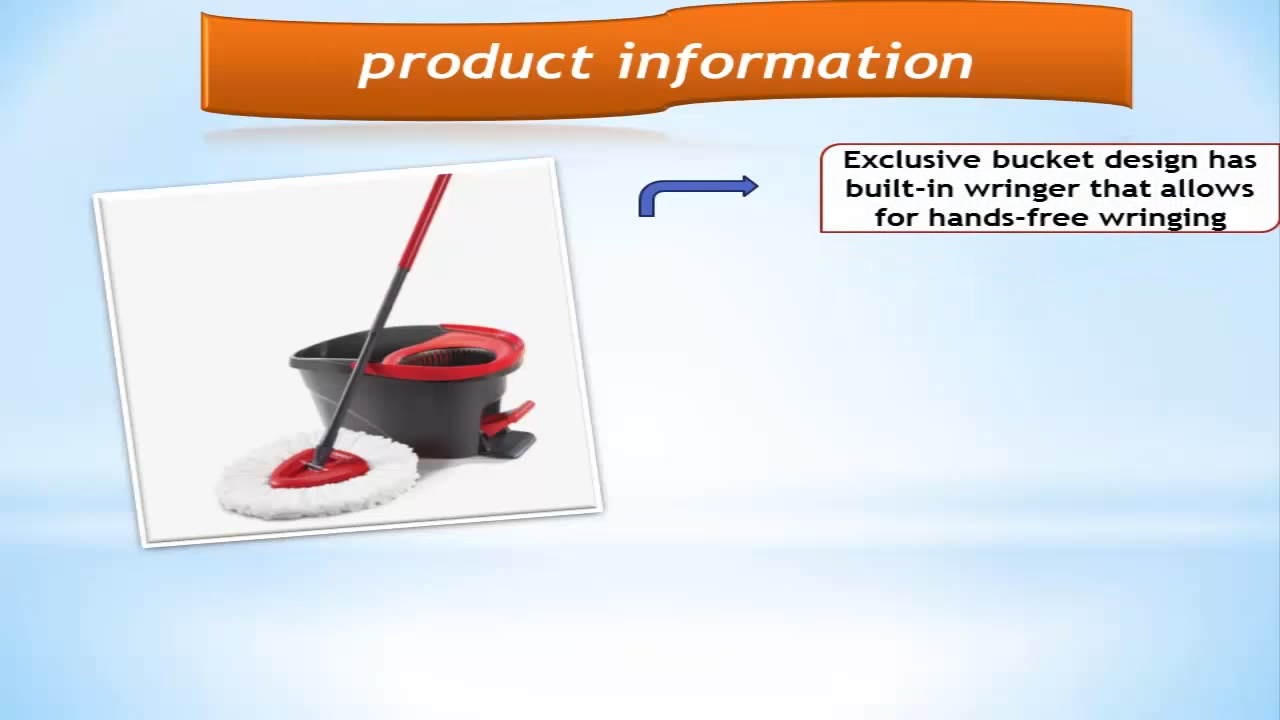 product information
Exclusive bucket design has
built-in wringer that allows
for hands-free wringing